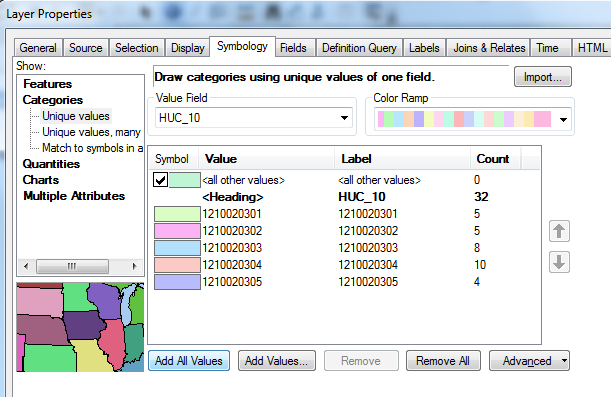 Layer Properties
General Source Selection Display Symbology Fields Definition Query Labels Joins & Relates Time HTML
Show:
Features
Categories
Unique values
Unique values, many
Match to symbols in a
Quantities
Charts
Multiple Attributes
Draw categories using unique values of one field.
Import...
Value Field
HUC_10
Color Ramp
Symbol Value Label Count
<all other values> <all other values> 0
<Heading> HUC_10 32
1210020301 1210020301 5
1210020302 1210020302 5
1210020303 1210020303 8
1210020304 1210020304 10
1210020305 1210020305 4
Add All Values Add Values... Remove Remove All Advanced